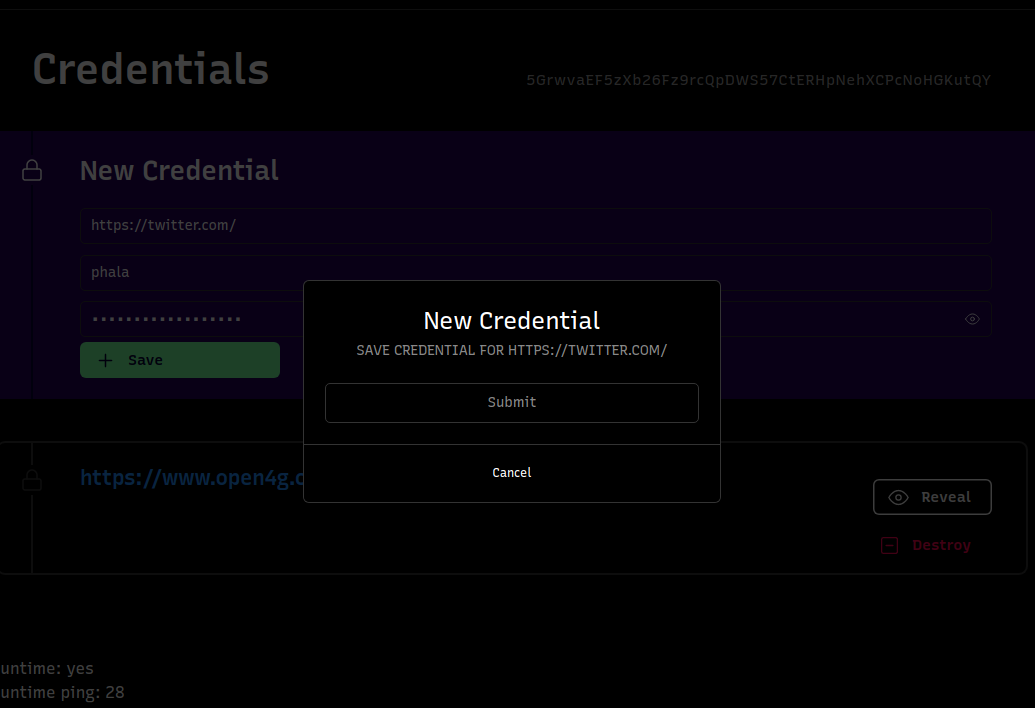 Credentials
5GrwvaEF5zXb26Fz9rcQpDWS57CtERHpNehXCPcNoHGKutQY
New Credential
https://twitter.com/
phala
Save
New Credential
SAVE CREDENTIAL FOR HTTPS://TWITTER.COM/
Submit
Cancel
https://www.open4g.c
Reveal
Destroy
untime: yes
untime ping: 28